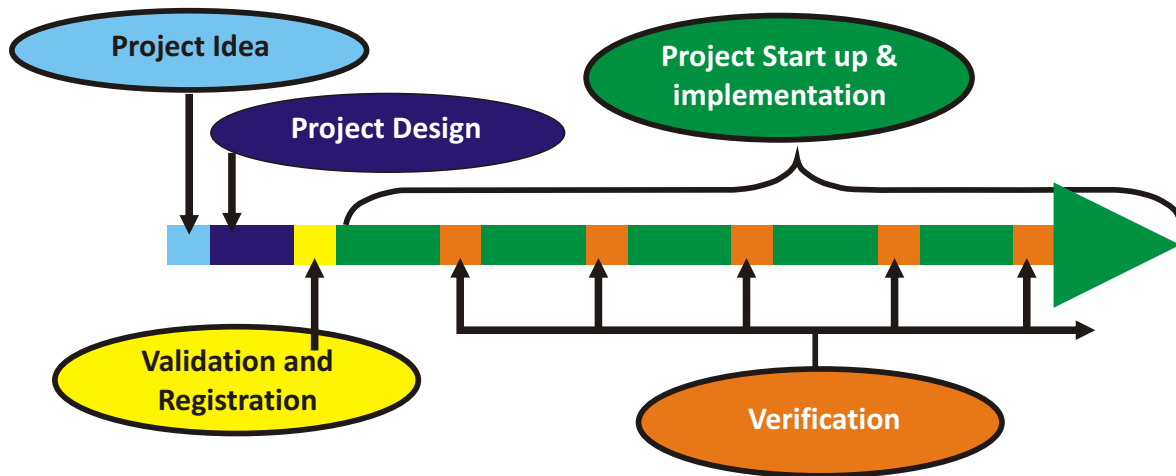 Project Idea
Project Start up &
implementation
Project Design
Validation and
Registration
Verification